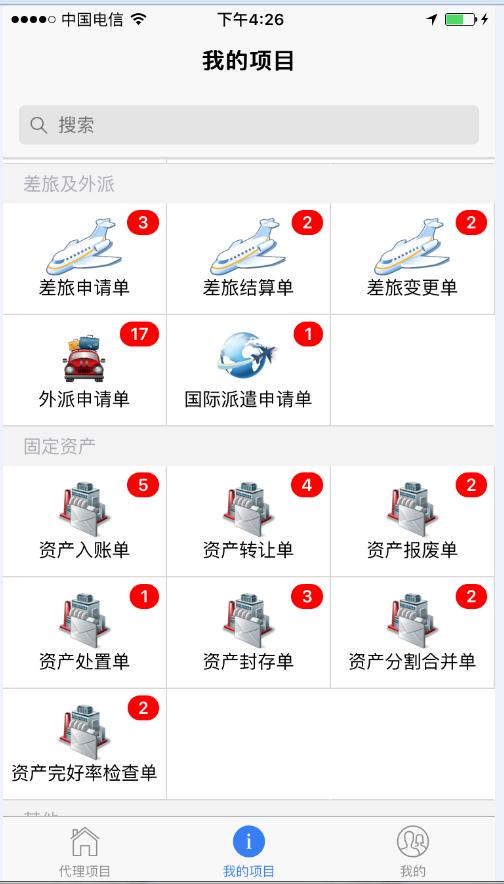 中国电信 下午4:26
我的项目
搜索
差旅及外派
3 2 2
差旅申请单 差旅结算单 差旅变更单
17 1
外派申请单 国际派遣申请单
固定资产
5 4 2
资产入账单 资产转让单 资产报废单
1 3 2
资产处置单 资产封存单 资产分割合并单
2
资产完好率检查单
代理项目 我的项目 我的